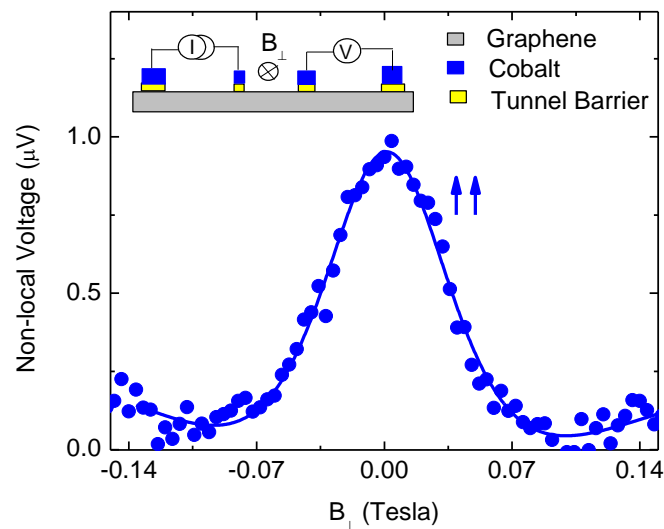 I
B⊥
V
Graphene
Cobalt
Tunnel Barrier
1.0
0.5
0.0
Non-local Voltage (μV)
-0.14 -0.07 0.00 0.07 0.14
B⊥ (Tesla)